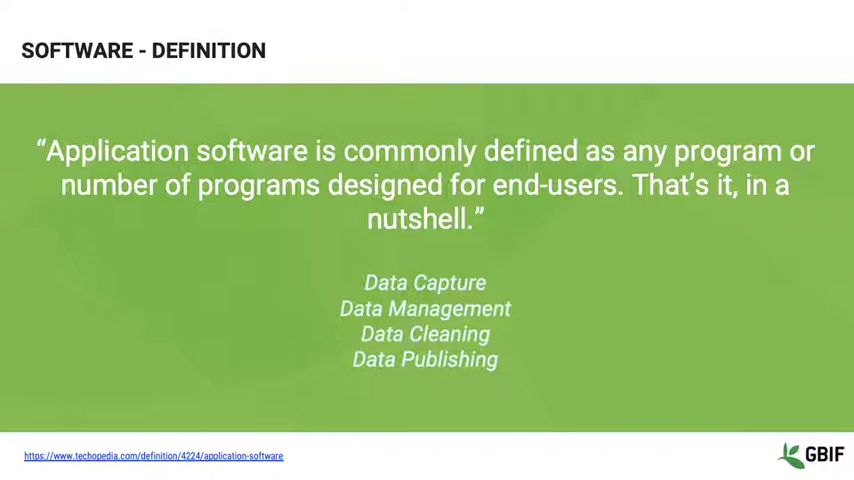 SOFTWARE - DEFINITION
“Application software is commonly defined as any program or
number of programs designed for end-users. That’s it, in a
nutshell.”
Data Capture
Data Management
Data Cleaning
Data Publishing
https://www.techopedia.com/definition/4224/application-software
GBIF